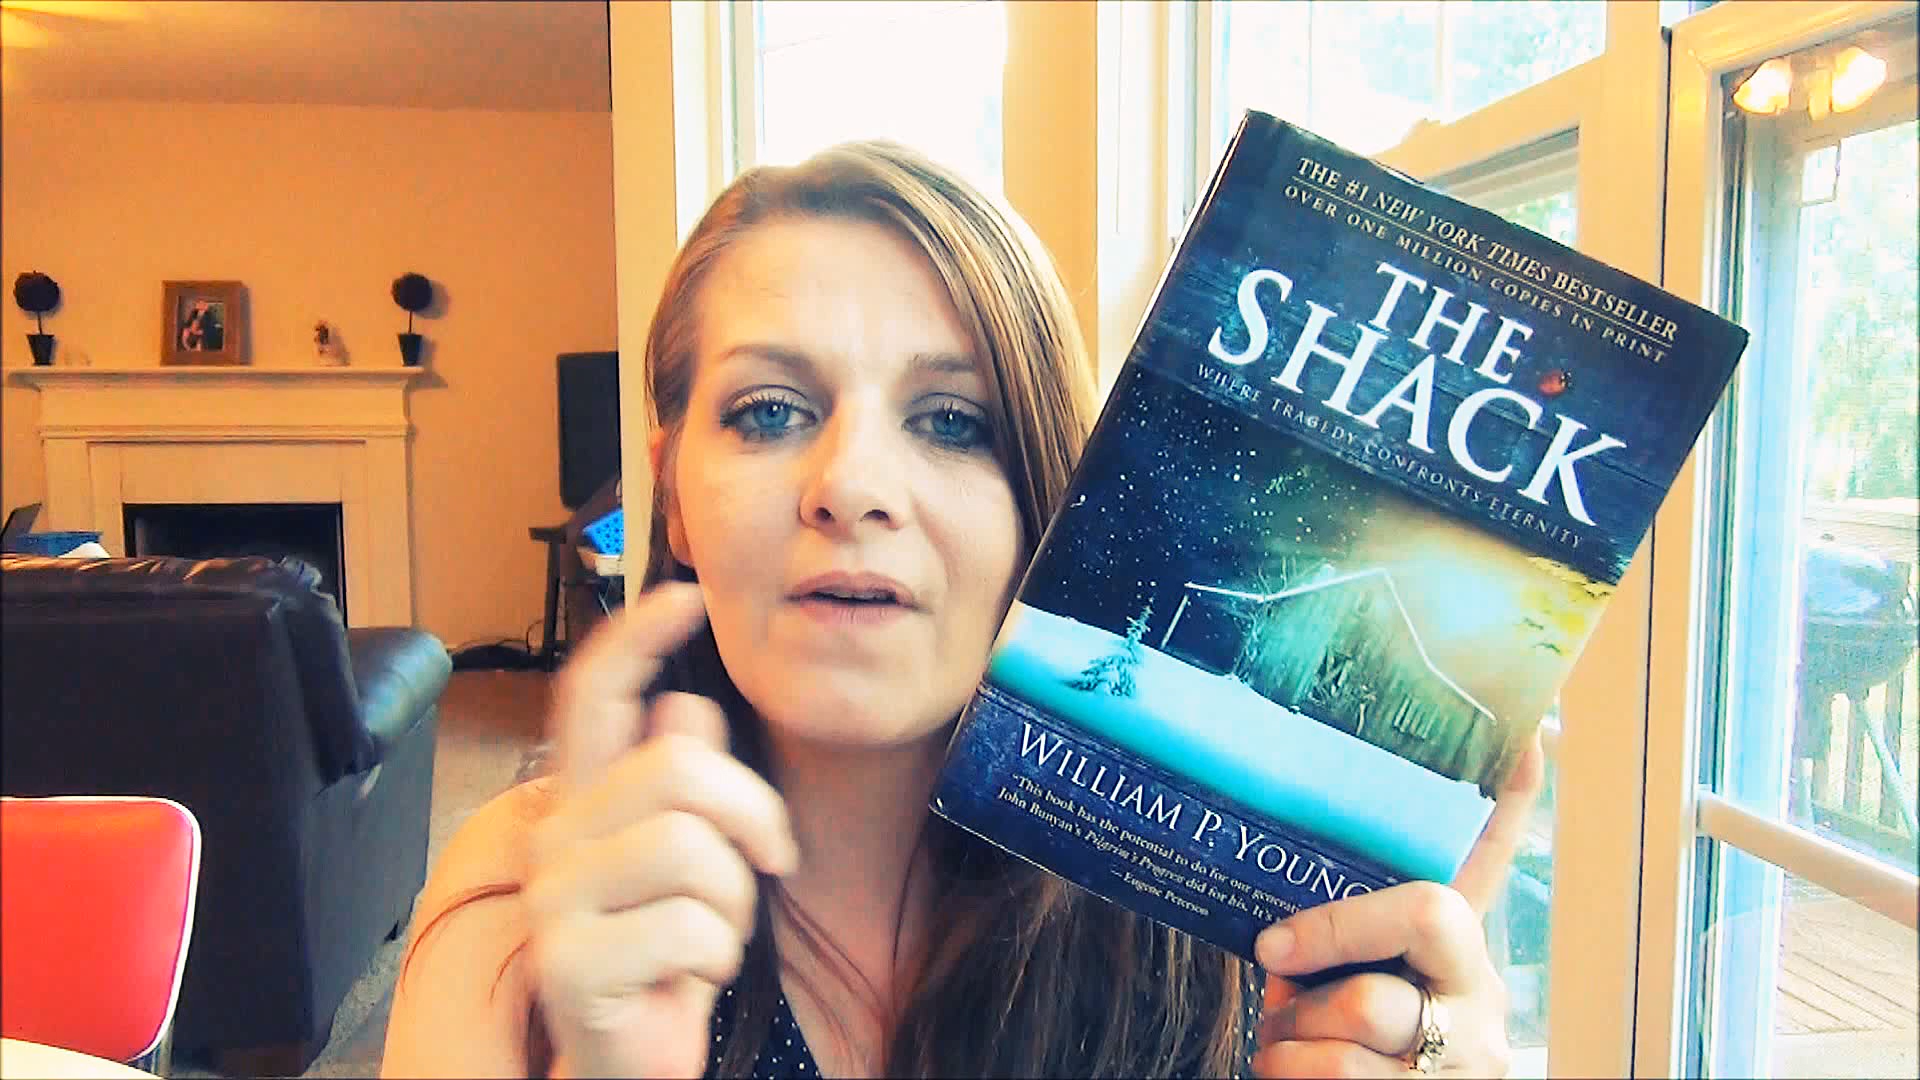 THE #1 NEW YORK TIMES BESTSELLER
OVER ONE MILLION COPIES IN PRINT
THE
SHACK
WHERE TRAGEDY CONFRONTS ETERNITY
WILLIAM P. YOUNG
"This book has the potential to do for our
John Bunyan's Pilgrim's Progress did for his. It's
— Eugene Peterson